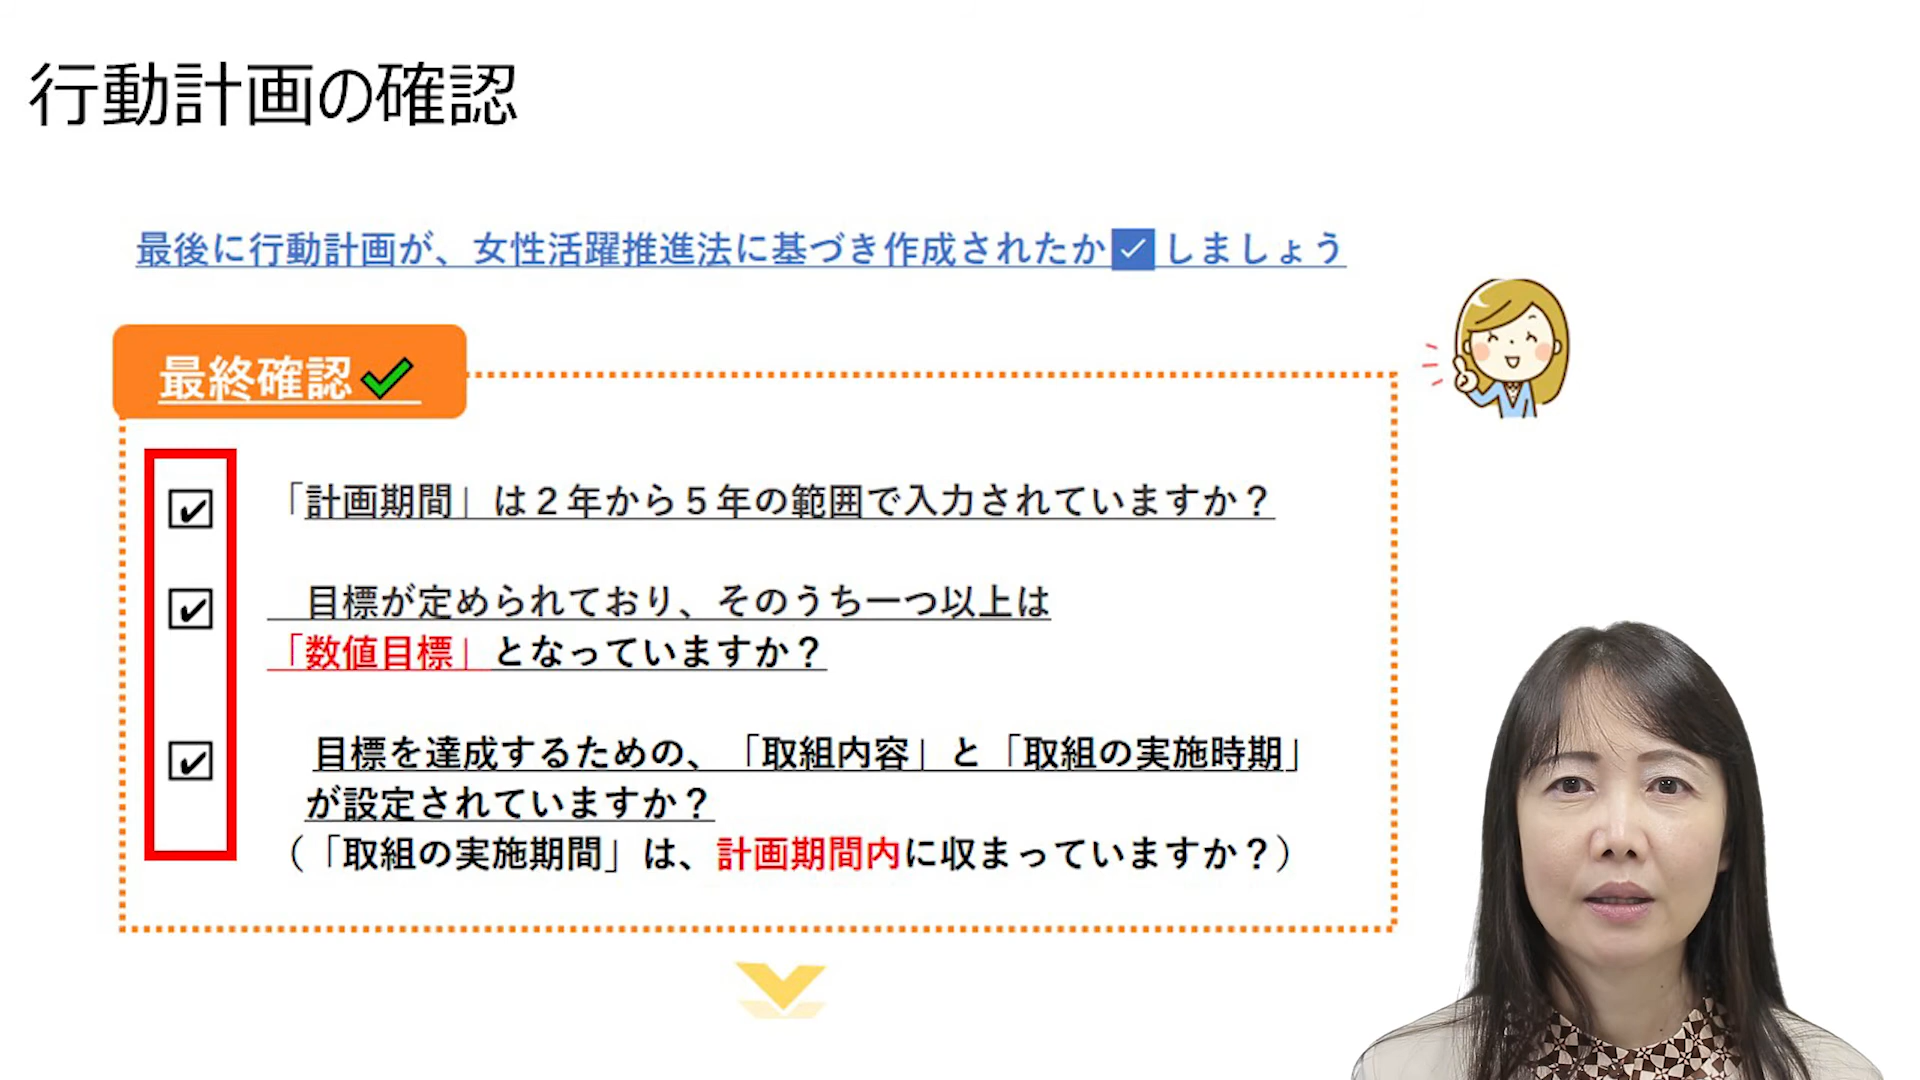 行動計画の確認
最後に行動計画が、女性活躍推進法に基づき作成されたか☑しましょう
最終確認✔
☑ 「計画期間」は２年から５年の範囲で入力されていますか？
☑ 目標が定められており、そのうち一つ以上は
「数値目標」となっていますか？
☑ 目標を達成するための、「取組内容」と「取組の実施時期」
が設定されていますか？
（「取組の実施期間」は、計画期間内に収まっていますか？）